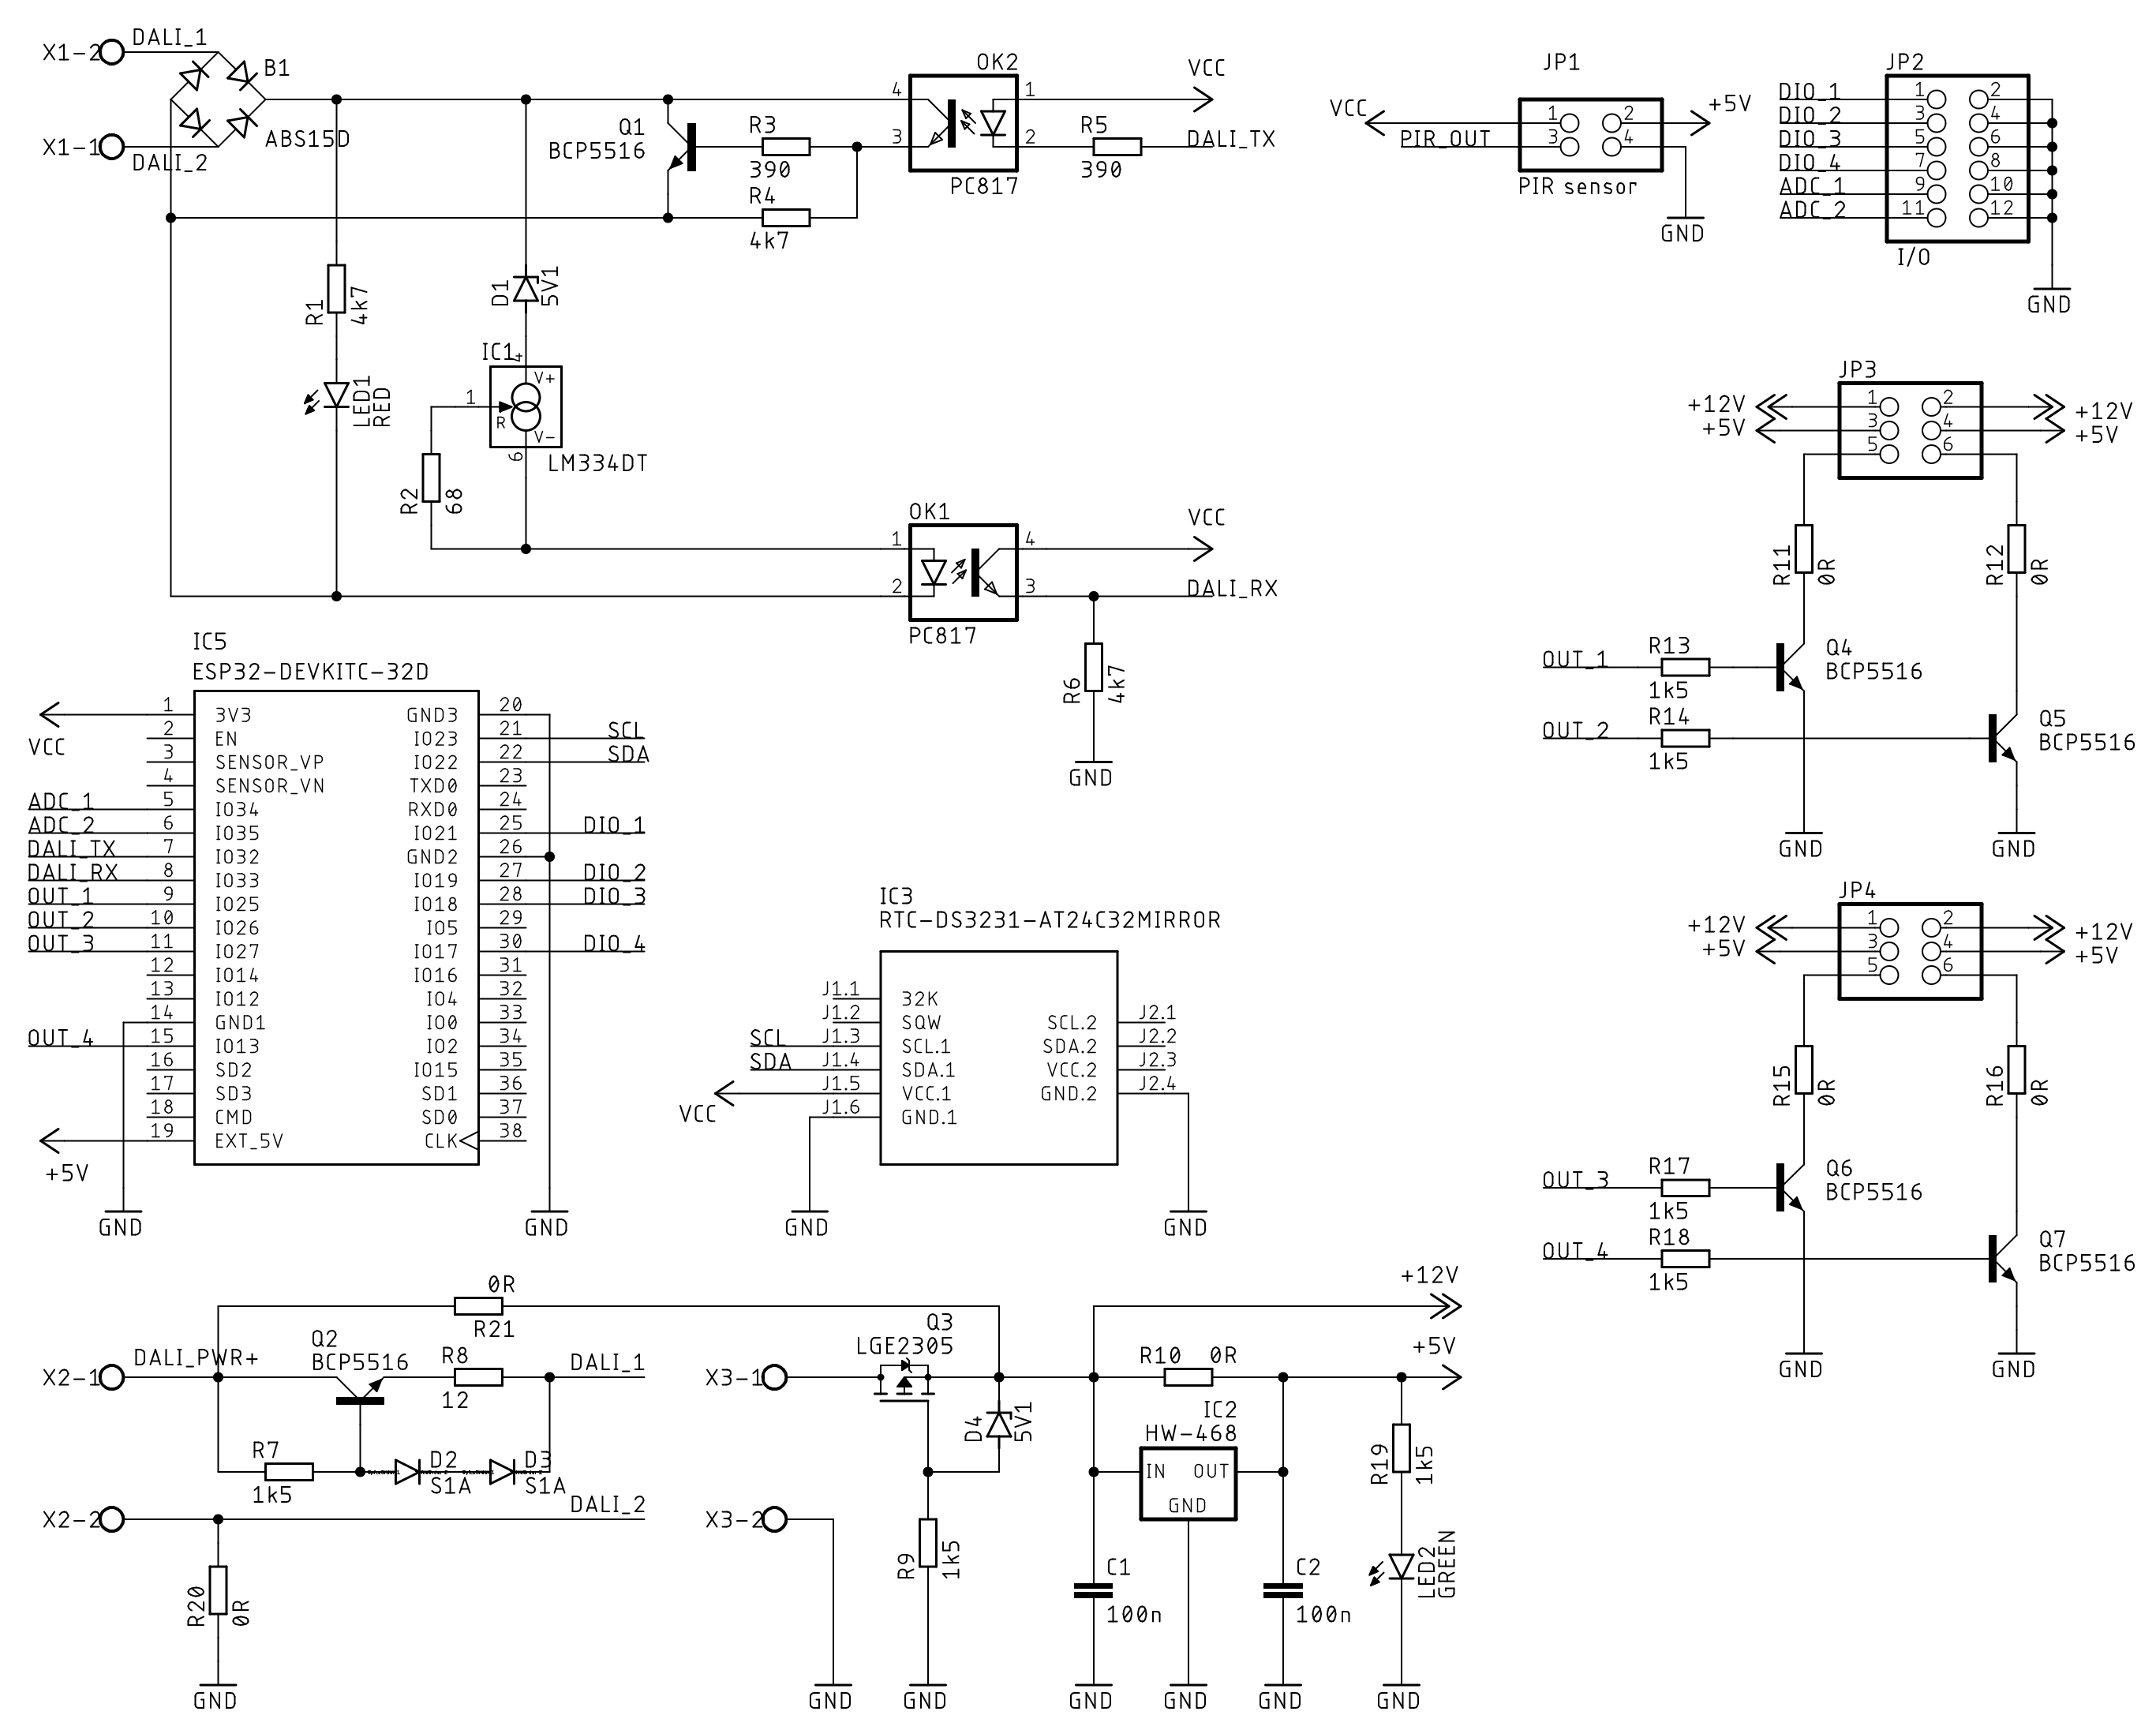 X1-2
DALI_1
B1
X1-1
DALI_2
ABS15D
Q1
BCP5516
R3
390
R4
4k7
OK2
4
3
1
2
PC817
R5
390
VCC
DALI_TX
R1
4k7
LED1
RED
D1
5V1
IC1
4
V+
1
R
V-
6
LM334DT
R2
68
OK1
1
2
4
3
PC817
VCC
DALI_RX
R6
4k7
GND
JP1
VCC
PIR_OUT
1
3
2
4
+5V
PIR sensor
GND
JP2
DIO_1
DIO_2
DIO_3
DIO_4
ADC_1
ADC_2
1
3
5
7
9
11
2
4
6
8
10
12
I/O
GND
JP3
+12V
+5V
1
3
5
2
4
6
+12V
+5V
R11
0R
R12
0R
OUT_1
R13
1k5
Q4
BCP5516
OUT_2
R14
1k5
Q5
BCP5516
GND
GND
JP4
+12V
+5V
1
3
5
2
4
6
+12V
+5V
R15
0R
R16
0R
OUT_3
R17
1k5
Q6
BCP5516
OUT_4
R18
1k5
Q7
BCP5516
GND
GND
IC5
ESP32-DEVKITC-32D
VCC
1 3V3 GND3 20
2 EN IO23 21 SCL
3 SENSOR_VP IO22 22 SDA
4 SENSOR_VN TXD0 23
ADC_1 5 IO34 RXD0 24
ADC_2 6 IO35 IO21 25 DIO_1
DALI_TX 7 IO32 GND2 26
DALI_RX 8 IO33 IO19 27 DIO_2
OUT_1 9 IO25 IO18 28 DIO_3
OUT_2 10 IO26 IO5 29
OUT_3 11 IO27 IO17 30 DIO_4
12 IO14 IO16 31
13 IO12 IO4 32
14 GND1 IO0 33
OUT_4 15 IO13 IO2 34
16 SD2 IO15 35
17 SD3 SD1 36
18 CMD SD0 37
19 EXT_5V CLK 38
+5V
GND
GND
IC3
RTC-DS3231-AT24C32MIRROR
J1.1 32K
J1.2 SQW SCL.2 J2.1
SCL J1.3 SCL.1 SDA.2 J2.2
SDA J1.4 SDA.1 VCC.2 J2.3
J1.5 VCC.1 GND.2 J2.4
VCC
J1.6 GND.1
GND
GND
0R
R21
X2-1
DALI_PWR+
Q2
BCP5516
R8
12
DALI_1
R7
1k5
D2
S1A
D3
S1A
X2-2
DALI_2
R20
0R
GND
X3-1
Q3
LGE2305
D4
5V1
X3-2
R9
1k5
GND
GND
+12V
R10
0R
+5V
IC2
HW-468
IN
OUT
GND
C1
100n
C2
100n
R19
1k5
LED2
GREEN
GND
GND
GND
GND